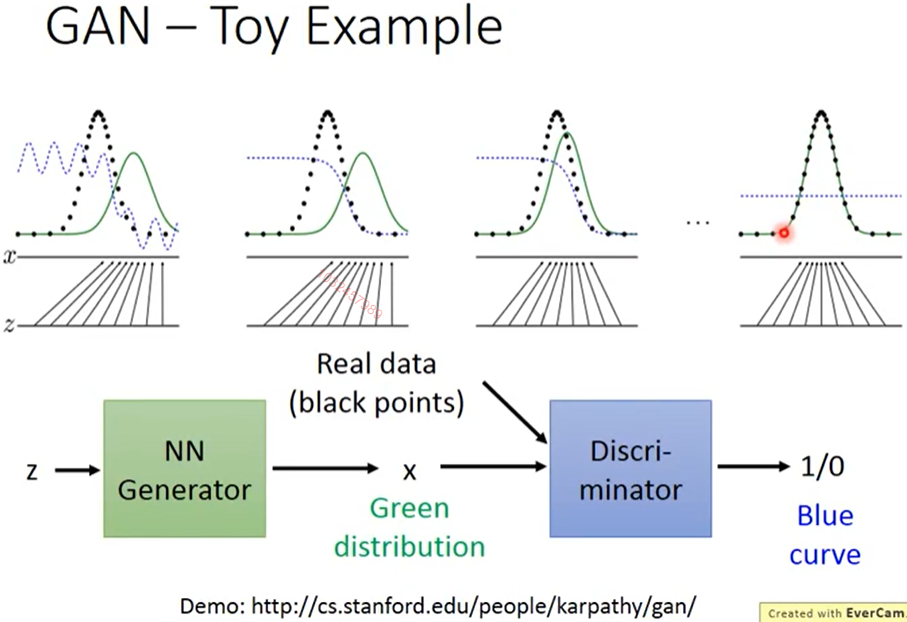 GAN – Toy Example
...
x
z
Real data
(black points)
z
NN
Generator
x
Green
distribution
Discri-
minator
1/0
Blue
curve
Demo: http://cs.stanford.edu/people/karpathy/gan/
Created with EverCam.